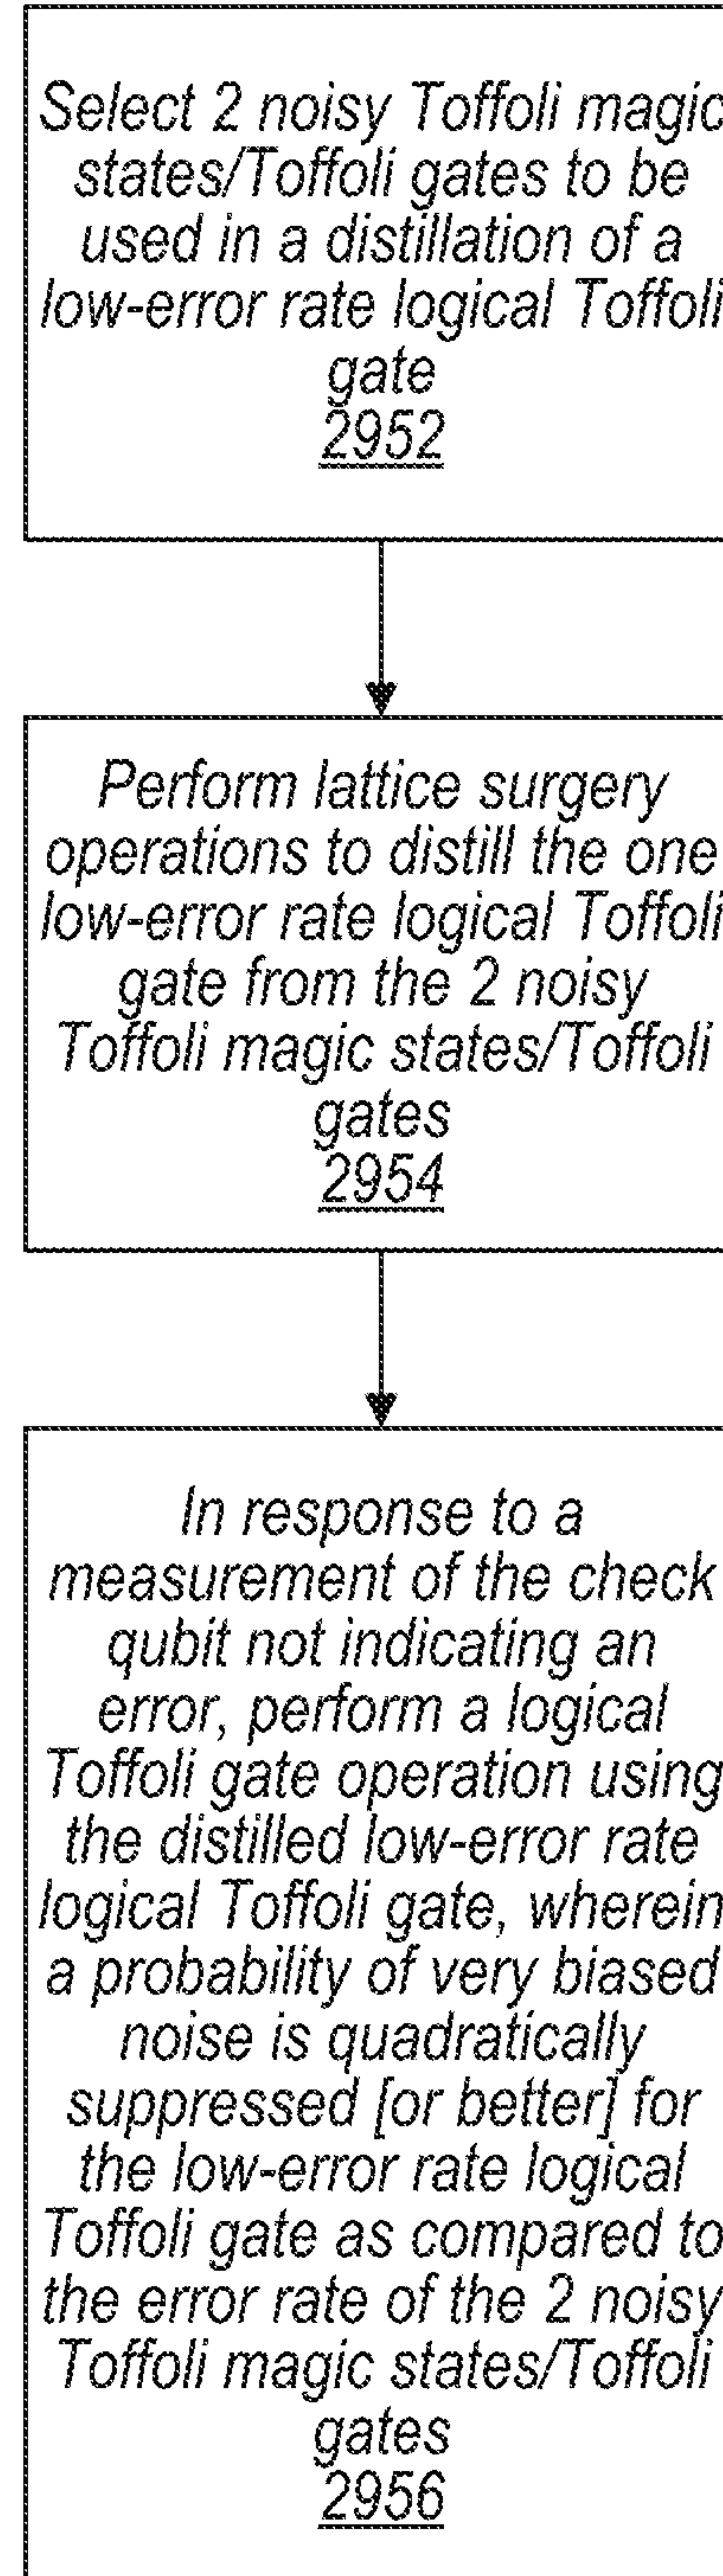 Select 2 noisy Toffoli magic
states/Toffoli gates to be
used in a distillation of a
low-error rate logical Toffoli
gate
2952
Perform lattice surgery
operations to distill the one
low-error rate logical Toffoli
gate from the 2 noisy
Toffoli magic states/Toffoli
gates
2954
In response to a
measurement of the check
qubit not indicating an
error, perform a logical
Toffoli gate operation using
the distilled low-error rate
logical Toffoli gate, wherein
a probability of very biased
noise is quadratically
suppressed [or better] for
the low-error rate logical
Toffoli gate as compared to
the error rate of the 2 noisy
Toffoli magic states/Toffoli
gates
2956